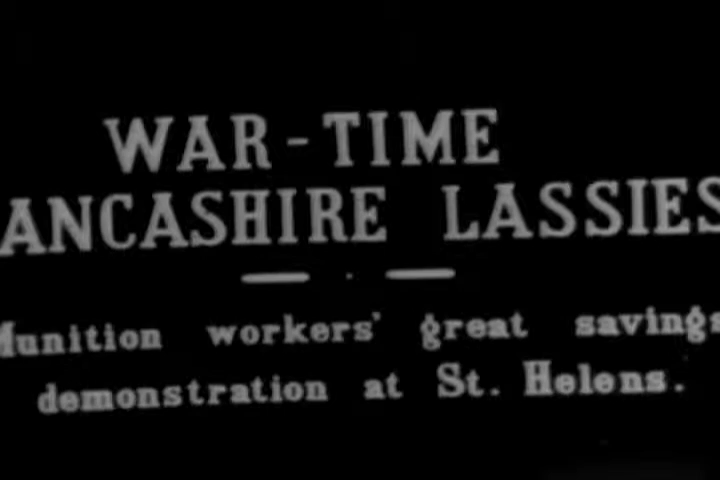 WAR-TIME
ANCASHIRE LASSIES
Munition workers' great savings
demonstration at St. Helens.